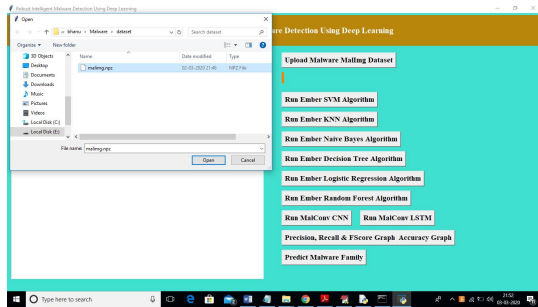 Robust Intelligent Malware Detection Using Deep Learning
Open
bhanu > Malware > dataset
Search dataset
Organize
New folder
Name
Date modified
Type
3D Objects
Desktop
Documents
Downloads
Music
Pictures
Videos
Local Disk (C:)
Local Disk (E:)
malimg.npz
02-03-2020 21:48
NPZ File
File name:
malimg.npz
Open
Cancel
are Detection Using Deep Learning
Upload Malware MalImg Dataset
Run Ember SVM Algorithm
Run Ember KNN Algorithm
Run Ember Naive Bayes Algorithm
Run Ember Decision Tree Algorithm
Run Ember Logistic Regression Algorithm
Run Ember Random Forest Algorithm
Run MalConv CNN
Run MalConv LSTM
Precision, Recall & FScore Graph
Accuracy Graph
Predict Malware Family
Type here to search
21:52
03-03-2020